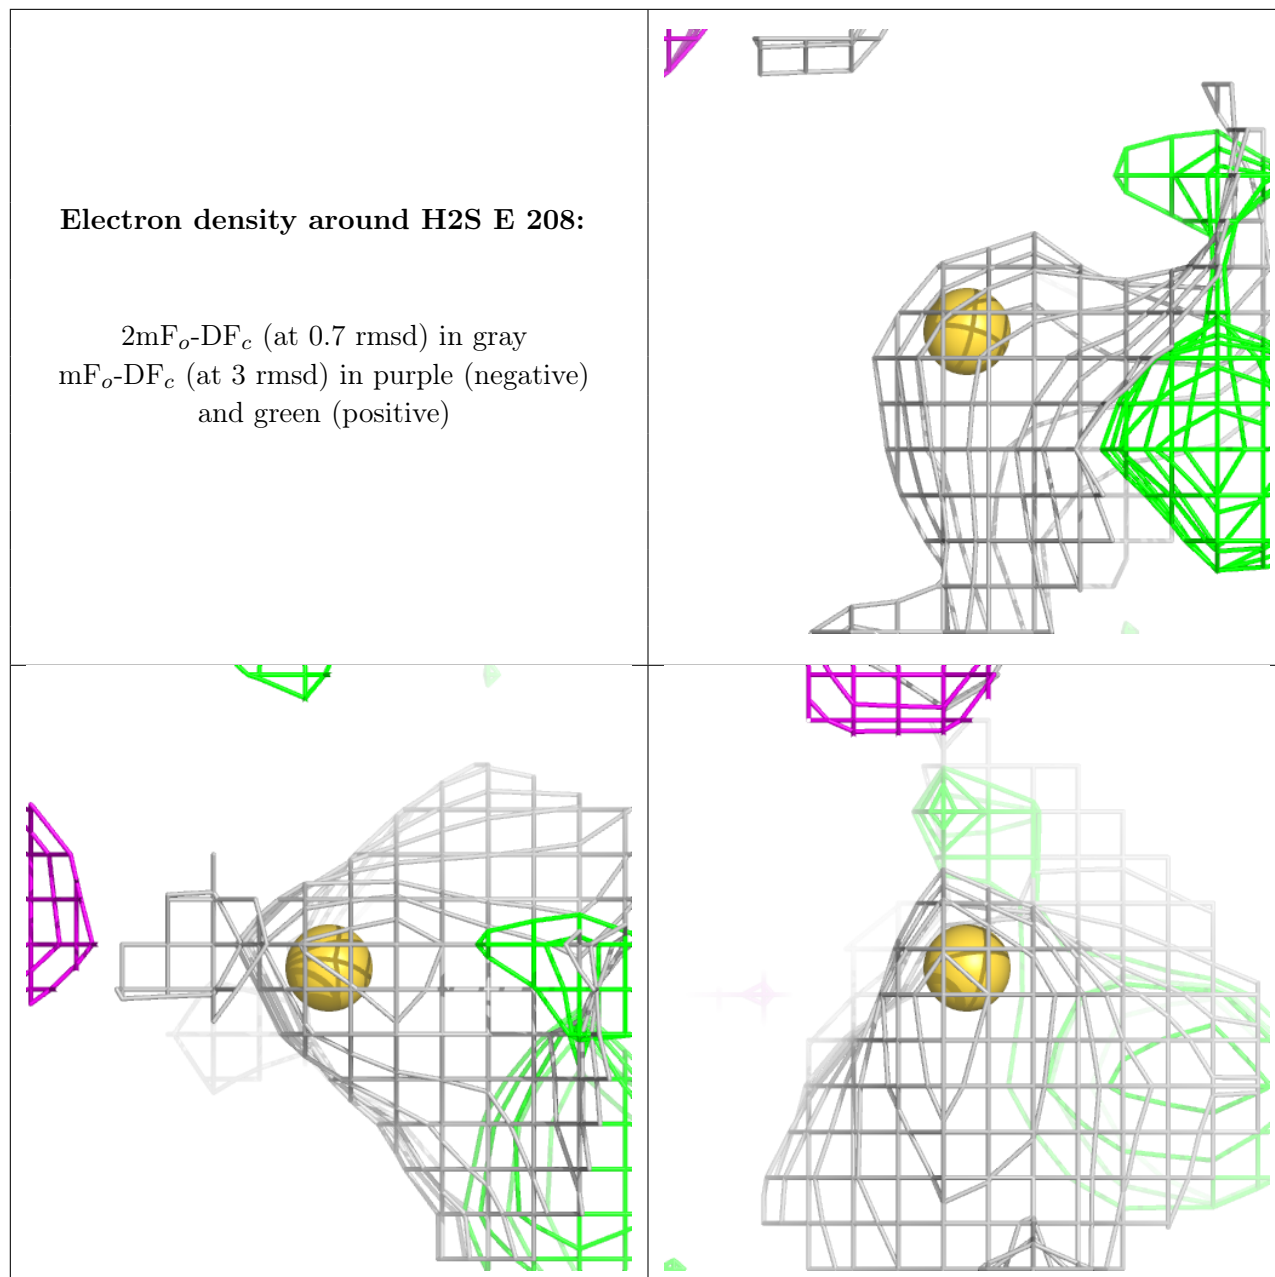 Electron density around H2S E 208:
2mFo-DFc (at 0.7 rmsd) in gray
mFo-DFc (at 3 rmsd) in purple (negative)
and green (positive)